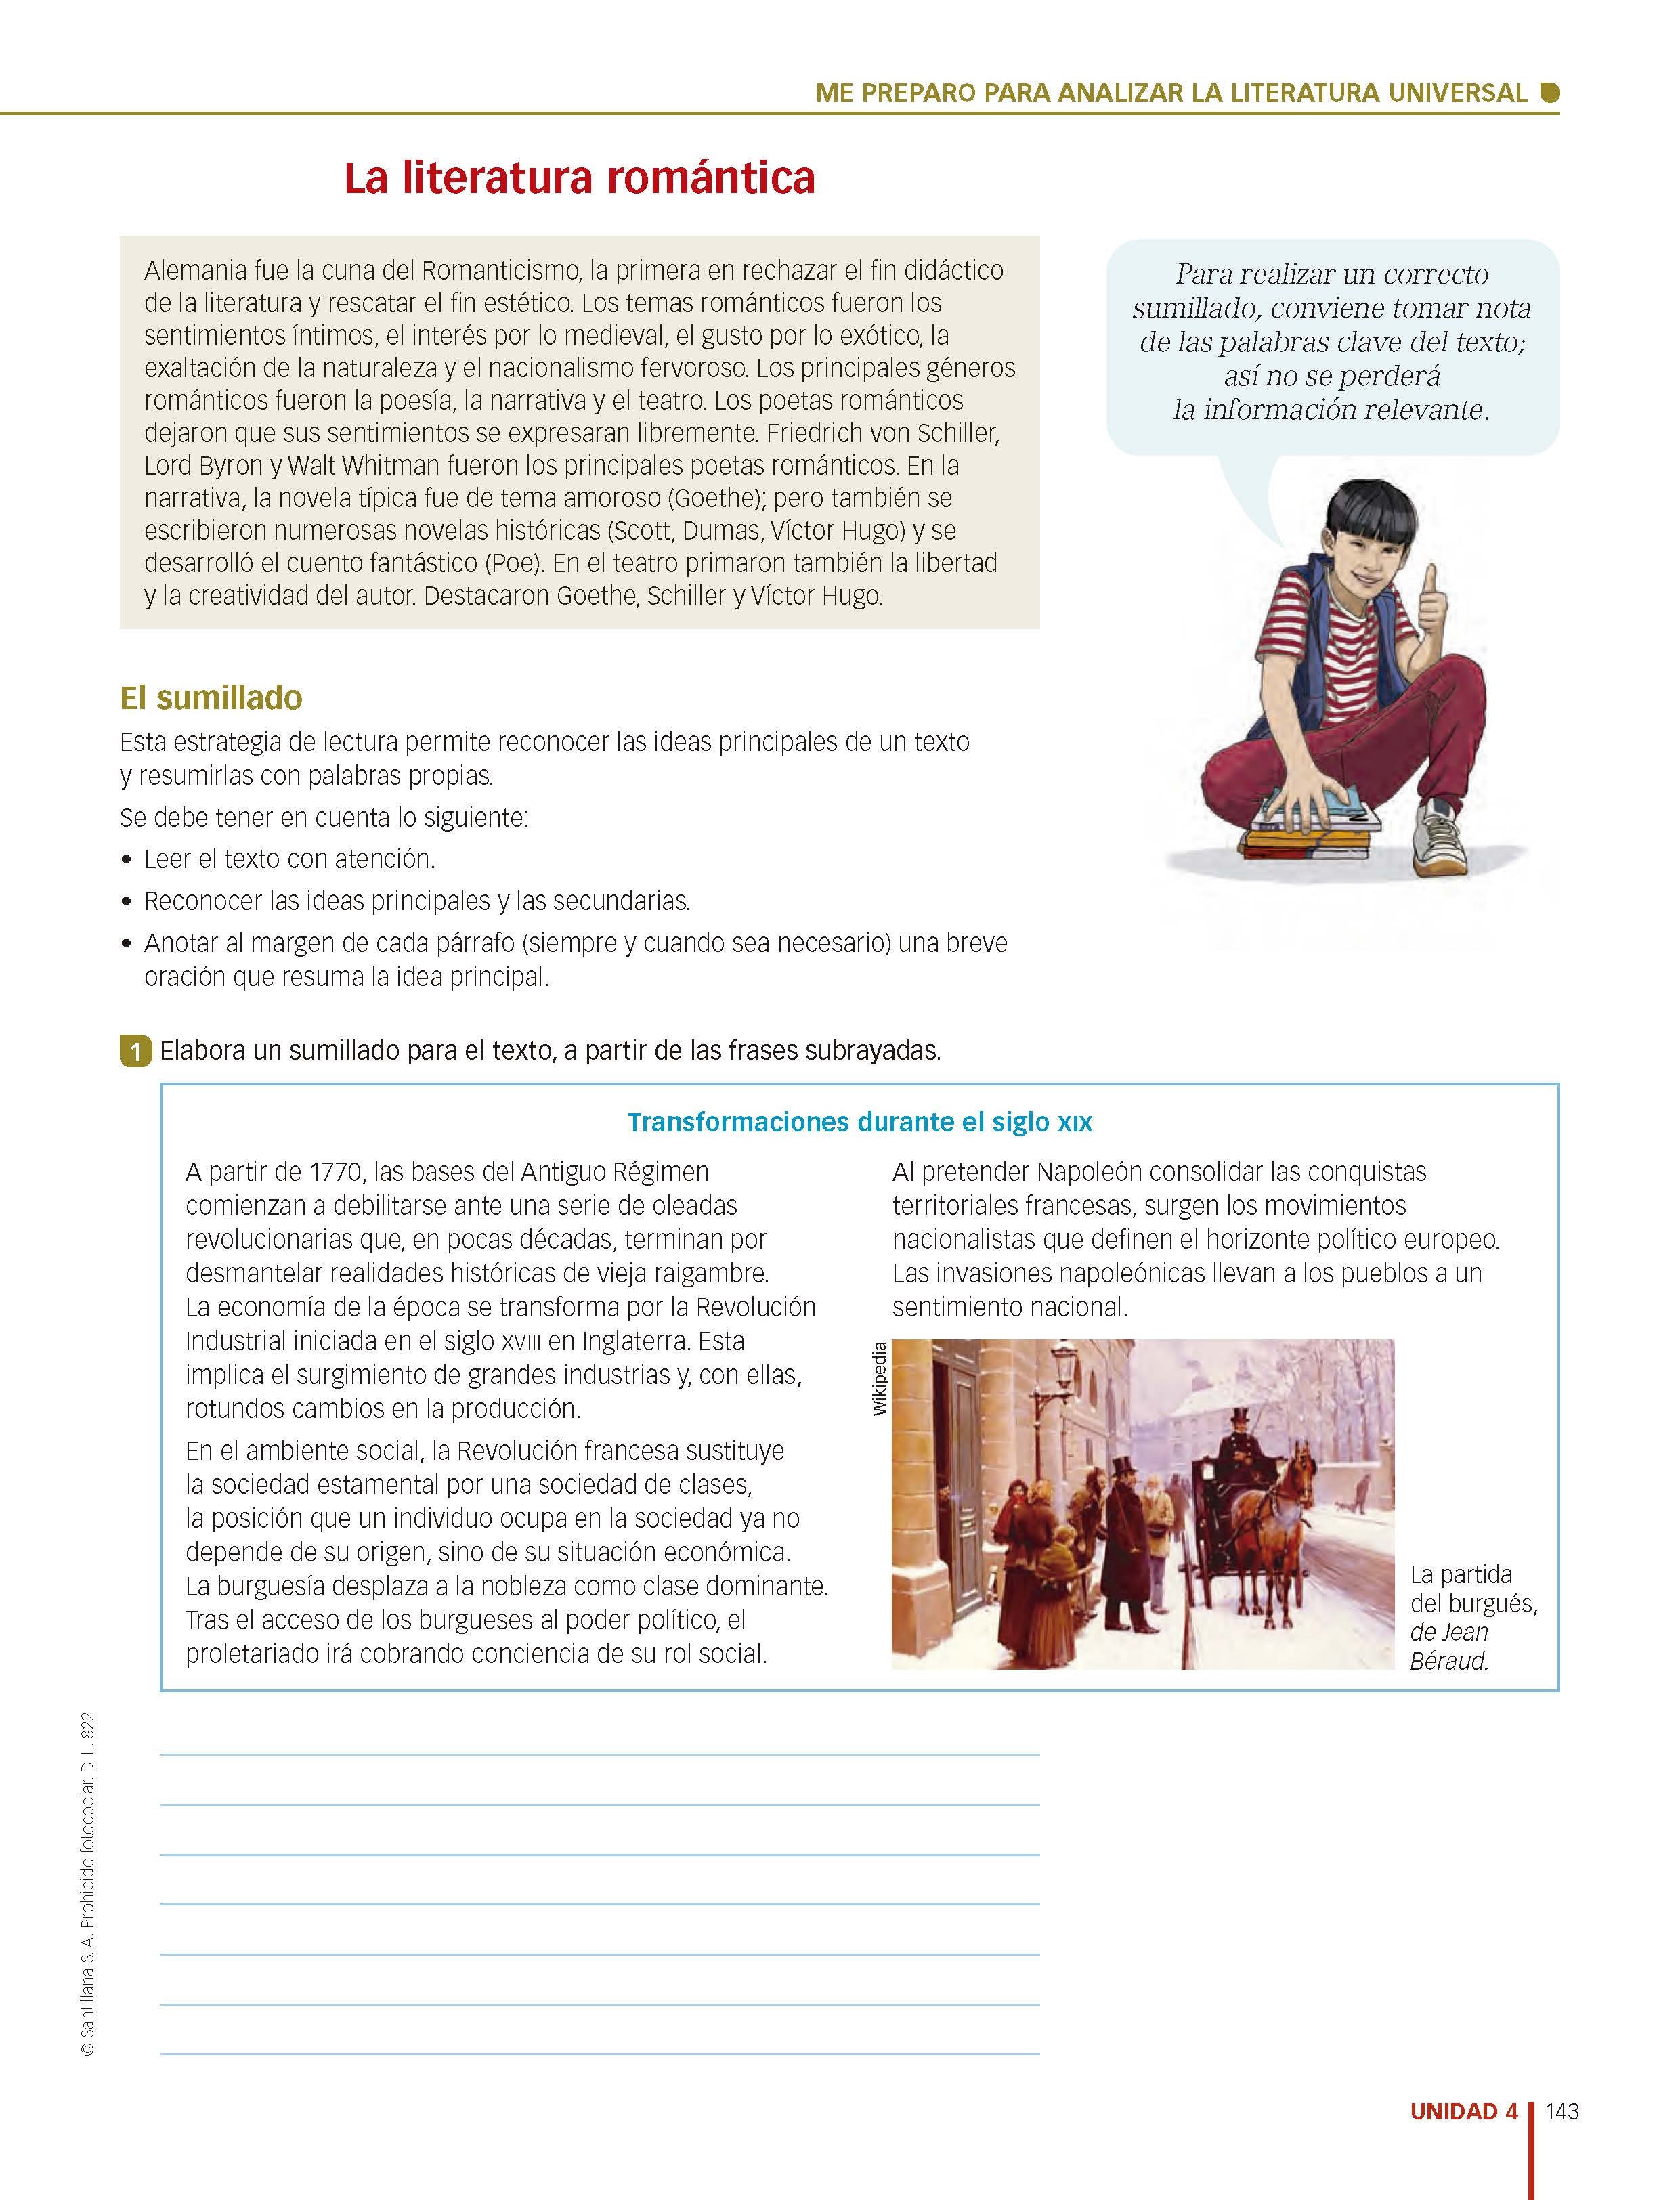 ME PREPARO PARA ANALIZAR LA LITERATURA UNIVERSAL
La literatura romántica
Alemania fue la cuna del Romanticismo, la primera en rechazar el fin didáctico
de la literatura y rescatar el fin estético. Los temas románticos fueron los
sentimientos íntimos, el interés por lo medieval, el gusto por lo exótico, la
exaltación de la naturaleza y el nacionalismo fervoroso. Los principales géneros
románticos fueron la poesía, la narrativa y el teatro. Los poetas románticos
dejaron que sus sentimientos se expresaran libremente. Friedrich von Schiller,
Lord Byron y Walt Whitman fueron los principales poetas románticos. En la
narrativa, la novela típica fue de tema amoroso (Goethe); pero también se
escribieron numerosas novelas históricas (Scott, Dumas, Víctor Hugo) y se
desarrolló el cuento fantástico (Poe). En el teatro primaron también la libertad
y la creatividad del autor. Destacaron Goethe, Schiller y Víctor Hugo.
Para realizar un correcto
sumillado, conviene tomar nota
de las palabras clave del texto;
así no se perderá
la información relevante.
El sumillado
Esta estrategia de lectura permite reconocer las ideas principales de un texto
y resumirlas con palabras propias.
Se debe tener en cuenta lo siguiente:
• Leer el texto con atención.
• Reconocer las ideas principales y las secundarias.
• Anotar al margen de cada párrafo (siempre y cuando sea necesario) una breve
oración que resuma la idea principal.
1 Elabora un sumillado para el texto, a partir de las frases subrayadas.
Transformaciones durante el siglo XIX
A partir de 1770, las bases del Antiguo Régimen
comienzan a debilitarse ante una serie de oleadas
revolucionarias que, en pocas décadas, terminan por
desmantelar realidades históricas de vieja raigambre.
La economía de la época se transforma por la Revolución
Industrial iniciada en el siglo XVIII en Inglaterra. Esta
implica el surgimiento de grandes industrias y, con ellas,
rotundos cambios en la producción.
En el ambiente social, la Revolución francesa sustituye
la sociedad estamental por una sociedad de clases,
la posición que un individuo ocupa en la sociedad ya no
depende de su origen, sino de su situación económica.
La burguesía desplaza a la nobleza como clase dominante.
Tras el acceso de los burgueses al poder político, el
proletariado irá cobrando conciencia de su rol social.
Al pretender Napoleón consolidar las conquistas
territoriales francesas, surgen los movimientos
nacionalistas que definen el horizonte político europeo.
Las invasiones napoleónicas llevan a los pueblos a un
sentimiento nacional.
Wikipedia
La partida
del burgués,
de Jean
Béraud.
© Santillana S. A. Prohibido fotocopiar. D. L. 822
UNIDAD 4
143